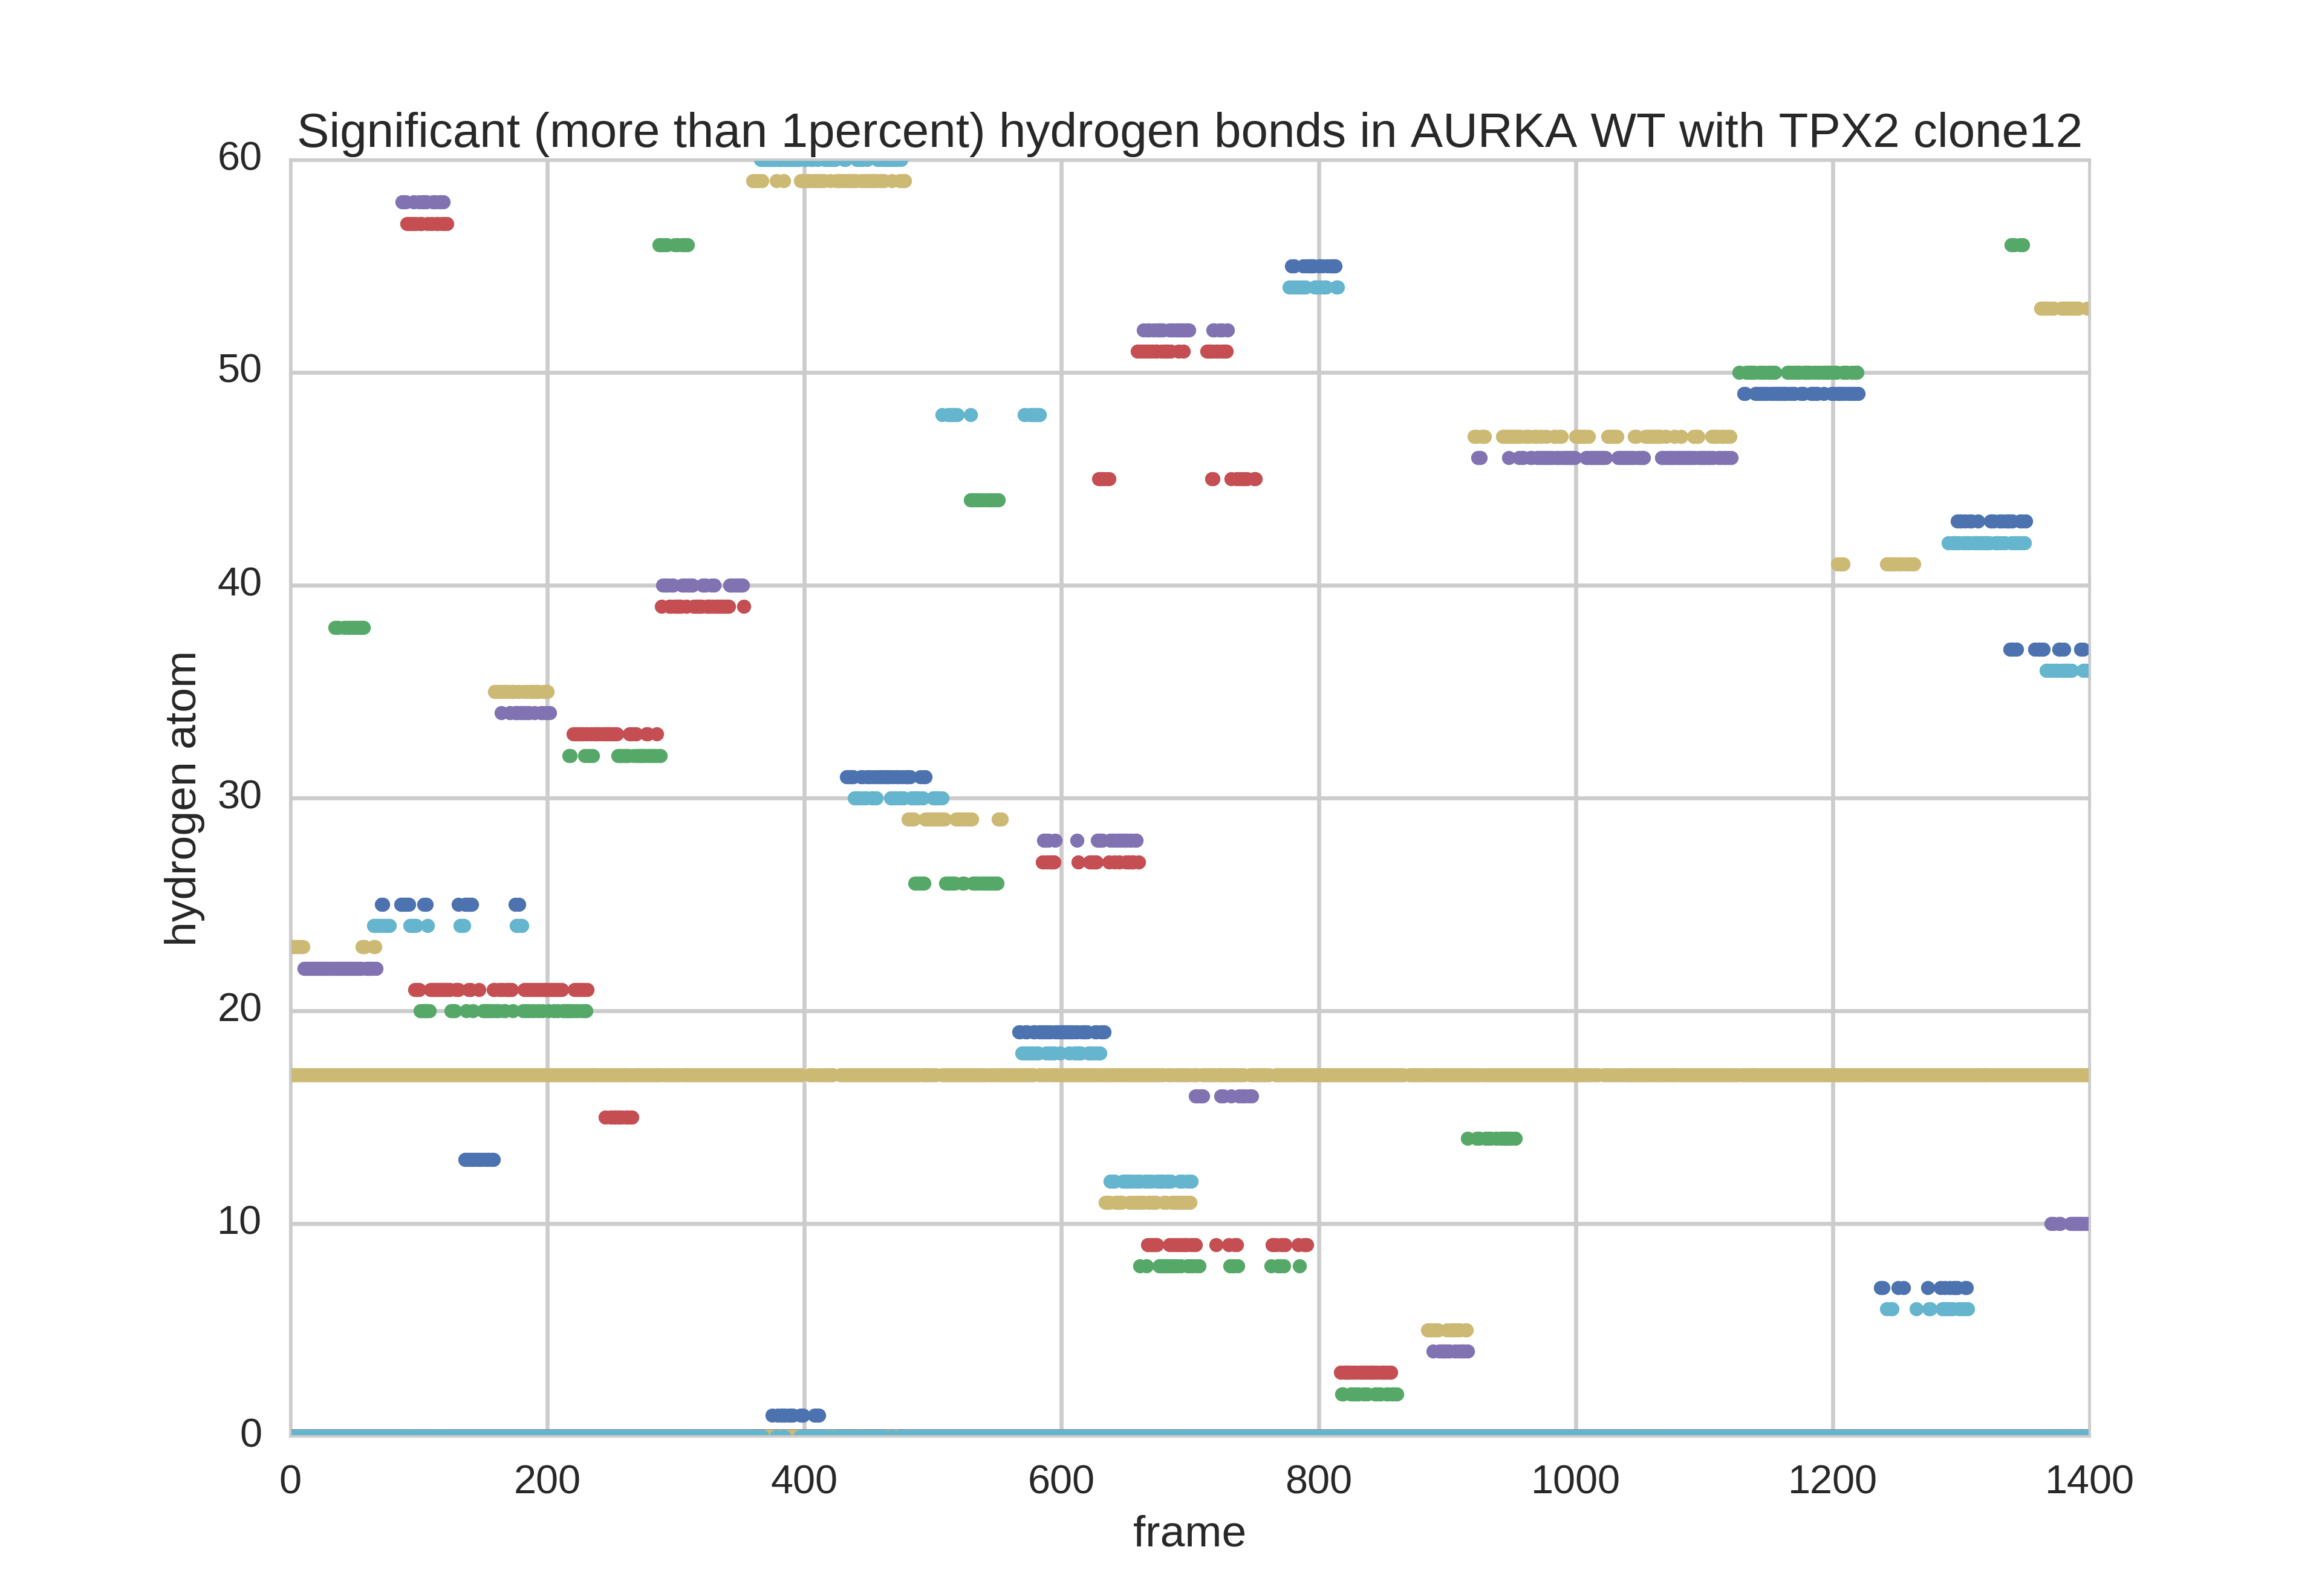 Significant (more than 1percent) hydrogen bonds in AURKA WT with TPX2 clone12
60
50
40
30
20
10
0
hydrogen atom
0 200 400 600 800 1000 1200 1400
frame